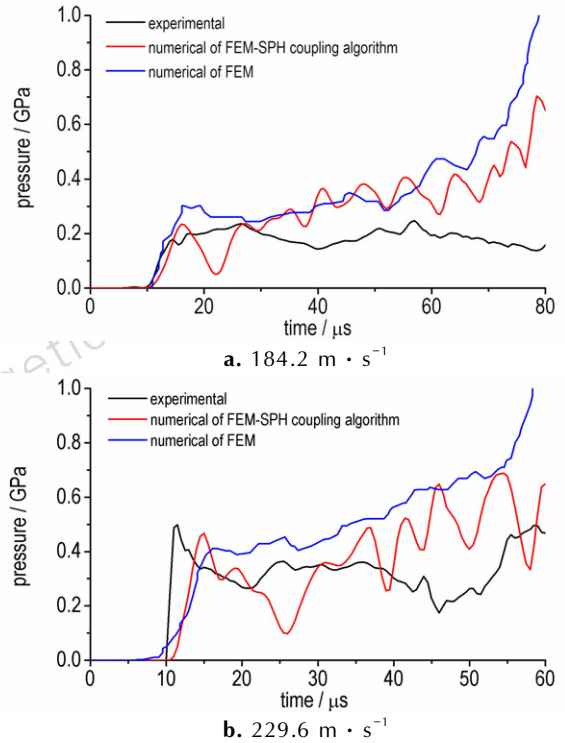 experimental
numerical of FEM-SPH coupling algorithm
numerical of FEM
pressure / GPa
1.0
0.8
0.6
0.4
0.2
0.0
0 20 40 60 80
time / μs
a. 184.2 m · s⁻¹
etic
experimental
numerical of FEM-SPH coupling algorithm
numerical of FEM
pressure / GPa
1.0
0.8
0.6
0.4
0.2
0.0
0 10 20 30 40 50 60
time / μs
b. 229.6 m · s⁻¹